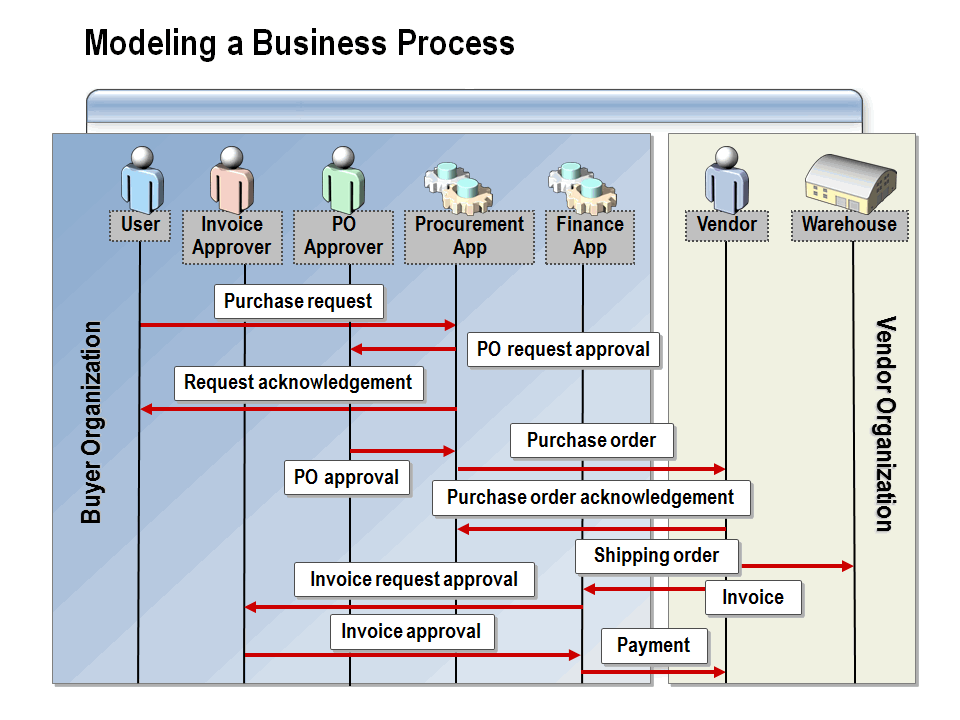 Modeling a Business Process
User
Invoice
Approver
PO
Approver
Procurement
App
Finance
App
Vendor
Warehouse
Buyer Organization
Vendor Organization
Purchase request
PO request approval
Request acknowledgement
Purchase order
PO approval
Purchase order acknowledgement
Shipping order
Invoice request approval
Invoice
Invoice approval
Payment